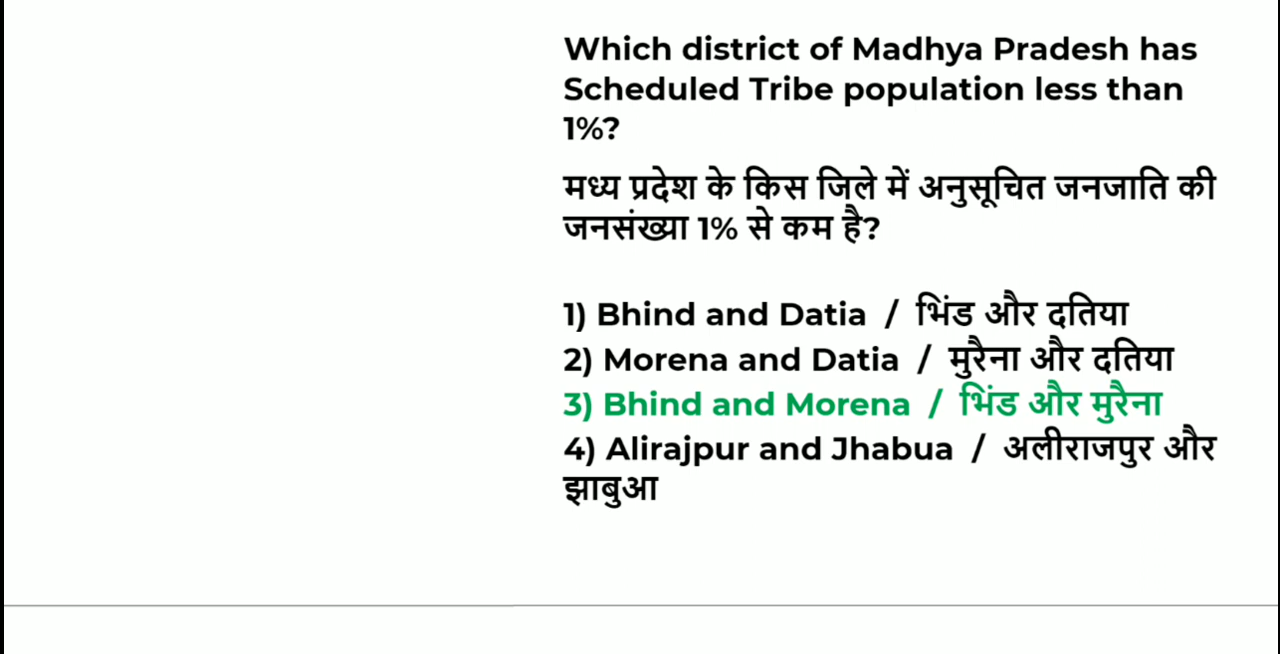 Which district of Madhya Pradesh has
Scheduled Tribe population less than
1%?
मध्य प्रदेश के किस जिले में अनुसूचित जनजाति की
जनसंख्या 1% से कम है?
1) Bhind and Datia / भिंड और दतिया
2) Morena and Datia / मुरैना और दतिया
3) Bhind and Morena / भिंड और मुरैना
4) Alirajpur and Jhabua / अलीराजपुर और
झाबुआ